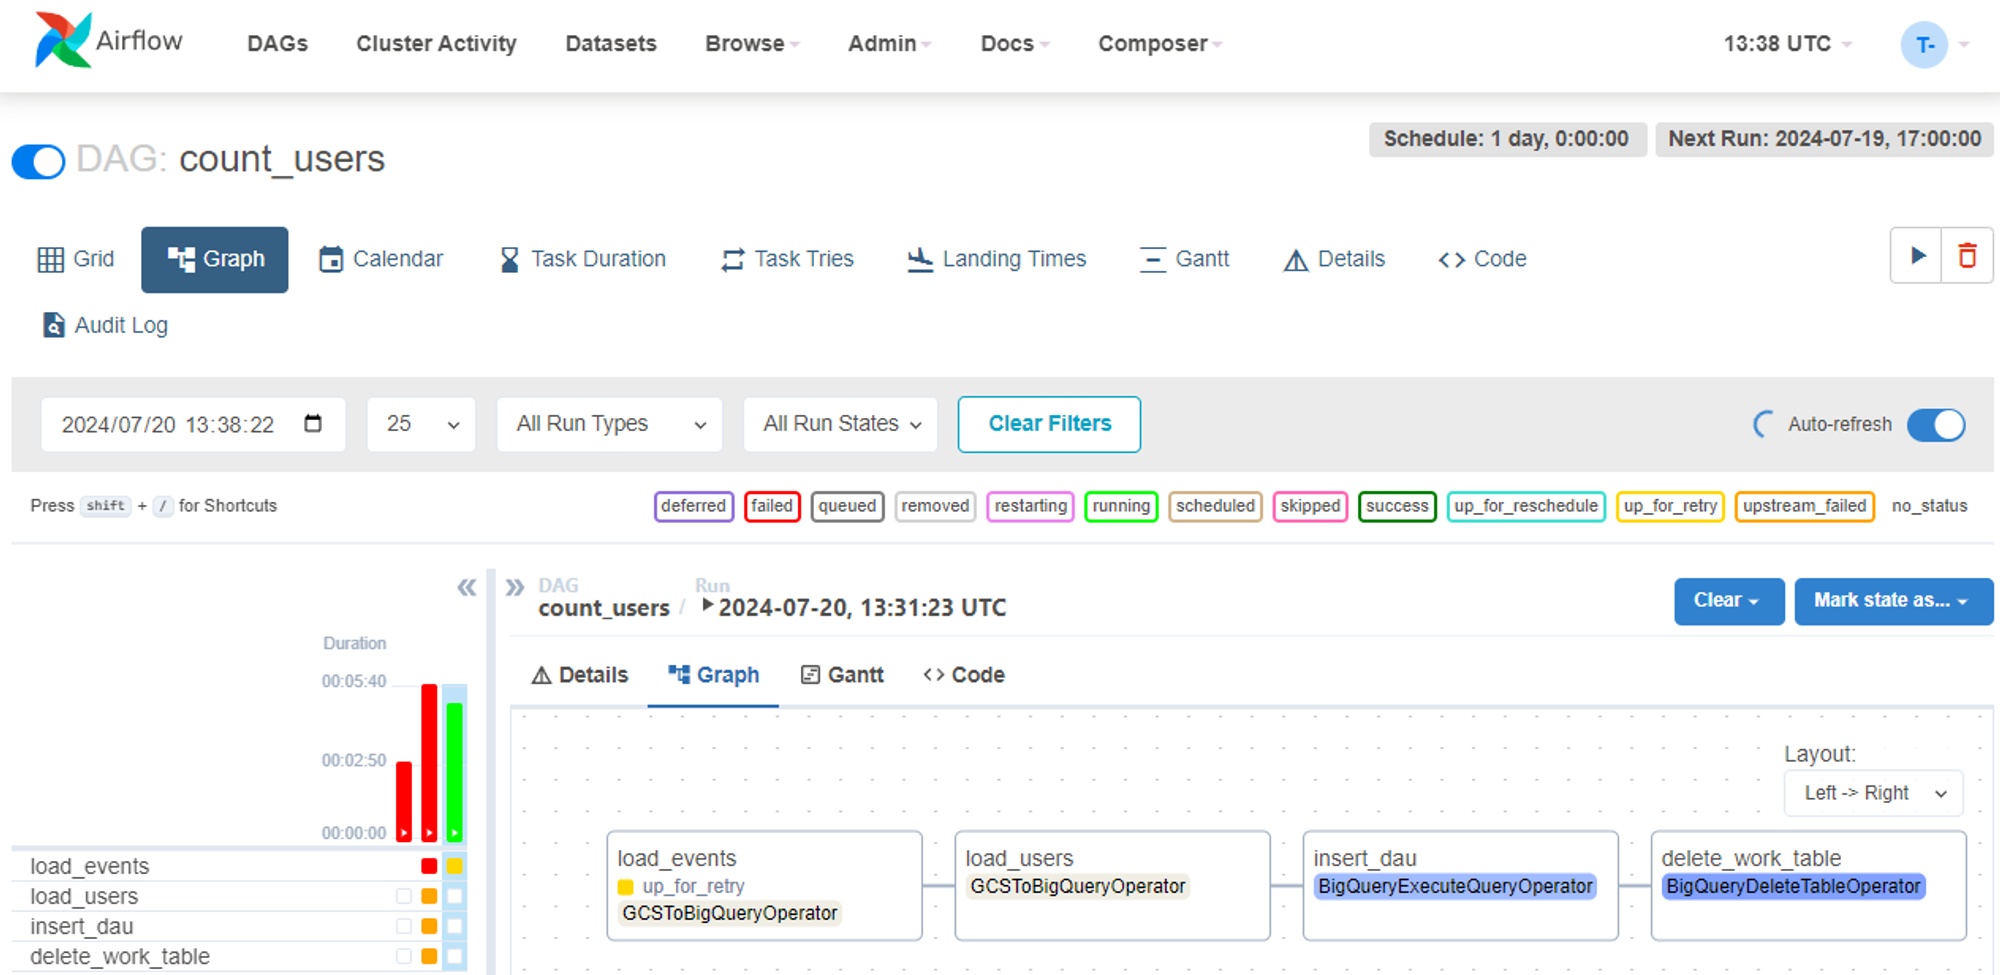 Airflow DAGs Cluster Activity Datasets Browse Admin Docs Composer 13:38 UTC T-
Schedule: 1 day, 0:00:00 Next Run: 2024-07-19, 17:00:00
DAG: count_users
Grid Graph Calendar Task Duration Task Tries Landing Times Gantt Details <> Code
Audit Log
2024/07/20 13:38:22 25 All Run Types All Run States Clear Filters Auto-refresh
Press shift + / for Shortcuts deferred failed queued removed restarting running scheduled skipped success up_for_reschedule up_for_retry upstream_failed no_status
DAG Run
count_users / 2024-07-20, 13:31:23 UTC Clear Mark state as...
Duration
00:05:40
00:02:50
00:00:00
load_events
load_users
insert_dau
delete_work_table
Details Graph Gantt <> Code
Layout:
Left -> Right
load_events
up_for_retry
GCSToBigQueryOperator
load_users
GCSToBigQueryOperator
insert_dau
BigQueryExecuteQueryOperator
delete_work_table
BigQueryDeleteTableOperator